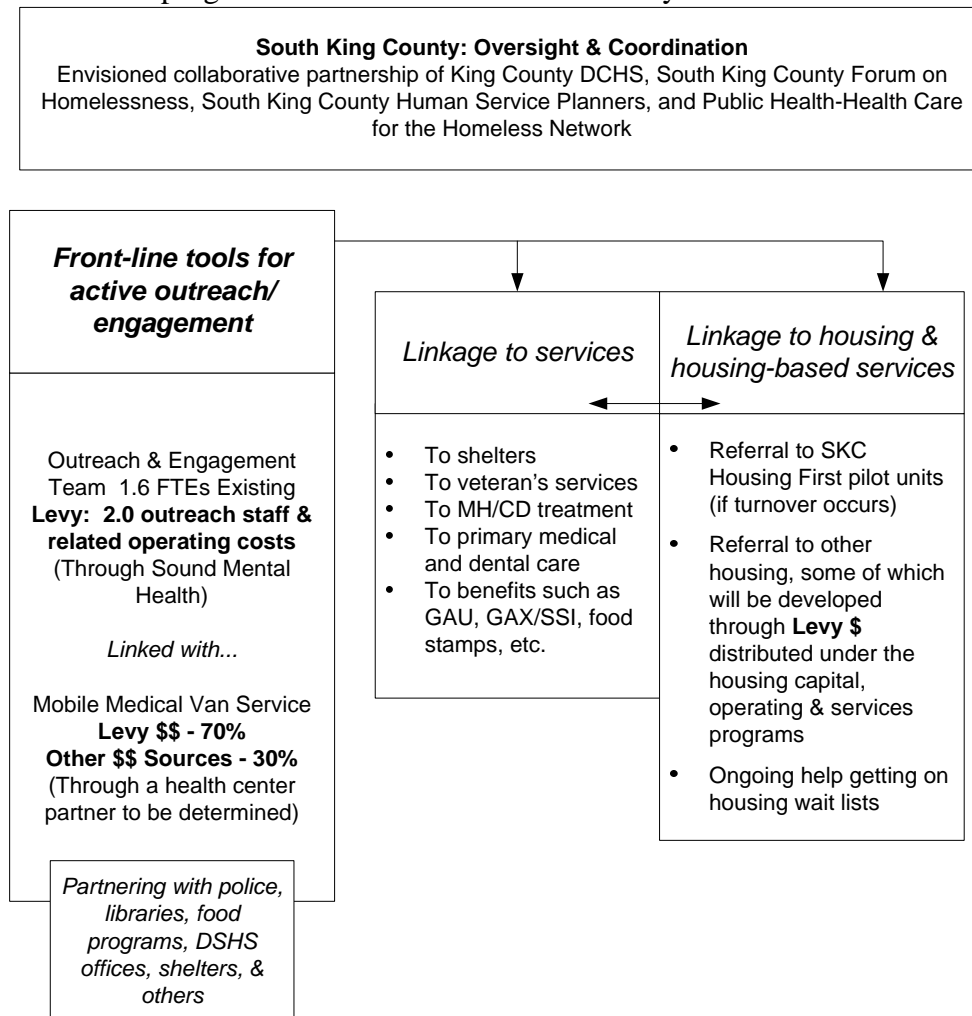 South King County: Oversight & Coordination
Envisioned collaborative partnership of King County DCHS, South King County Forum on
Homelessness, South King County Human Service Planners, and Public Health-Health Care
for the Homeless Network
Front-line tools for
active outreach/
engagement
Outreach & Engagement
Team 1.6 FTEs Existing
Levy: 2.0 outreach staff &
related operating costs
(Through Sound Mental
Health)
Linked with...
Mobile Medical Van Service
Levy $$ - 70%
Other $$ Sources - 30%
(Through a health center
partner to be determined)
Partnering with police,
libraries, food
programs, DSHS
offices, shelters, &
others
Linkage to services
• To shelters
• To veteran's services
• To MH/CD treatment
• To primary medical
and dental care
• To benefits such as
GAU, GAX/SSI, food
stamps, etc.
Linkage to housing &
housing-based services
• Referral to SKC
Housing First pilot units
(if turnover occurs)
• Referral to other
housing, some of which
will be developed
through Levy $
distributed under the
housing capital,
operating & services
programs
• Ongoing help getting on
housing wait lists